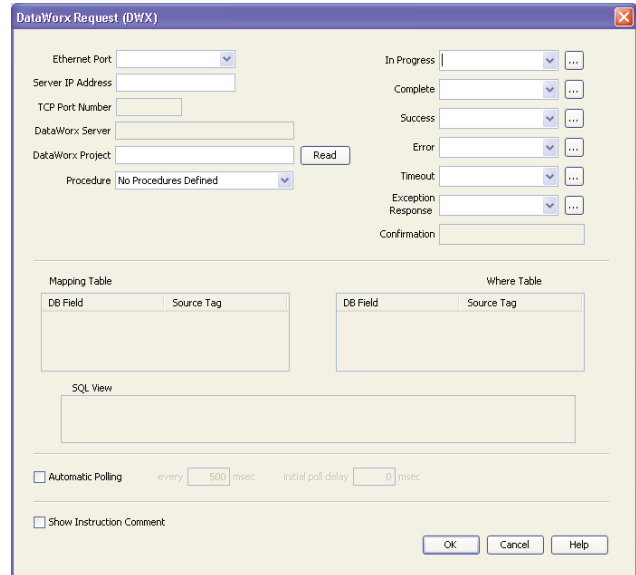 DataWorx Request (DWX)
Ethernet Port
Server IP Address
TCP Port Number
DataWorx Server
DataWorx Project Read
Procedure No Procedures Defined
In Progress ...
Complete ...
Success ...
Error ...
Timeout ...
Exception
Response ...
Confirmation
Mapping Table
DB Field Source Tag
Where Table
DB Field Source Tag
SQL View
Automatic Polling every 500 msec initial poll delay 0 msec
Show Instruction Comment
OK Cancel Help